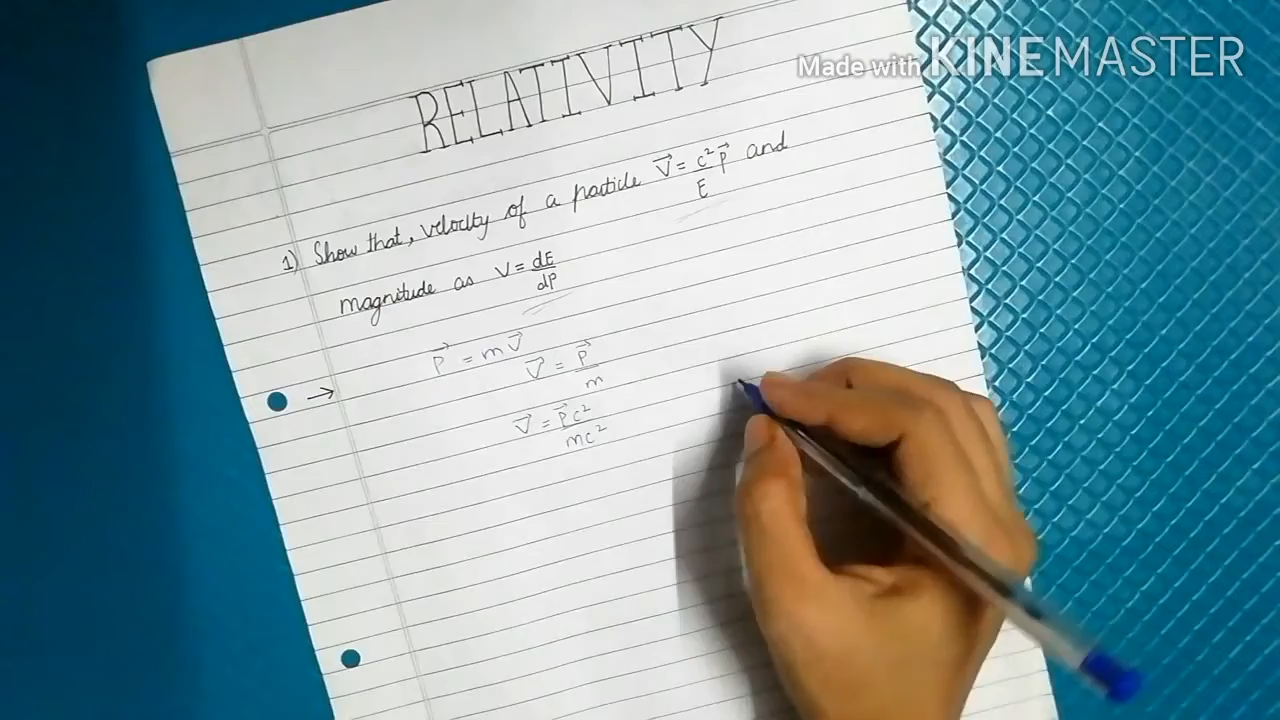 Made with KINEMASTER
RELATIVITY
1) Show that, velocity of a particle V⃗ = c²P⃗/E and
magnitude as V = dE/dP
→ P⃗ = mV⃗
V⃗ = P⃗/m
V⃗ = P⃗c²/mc²